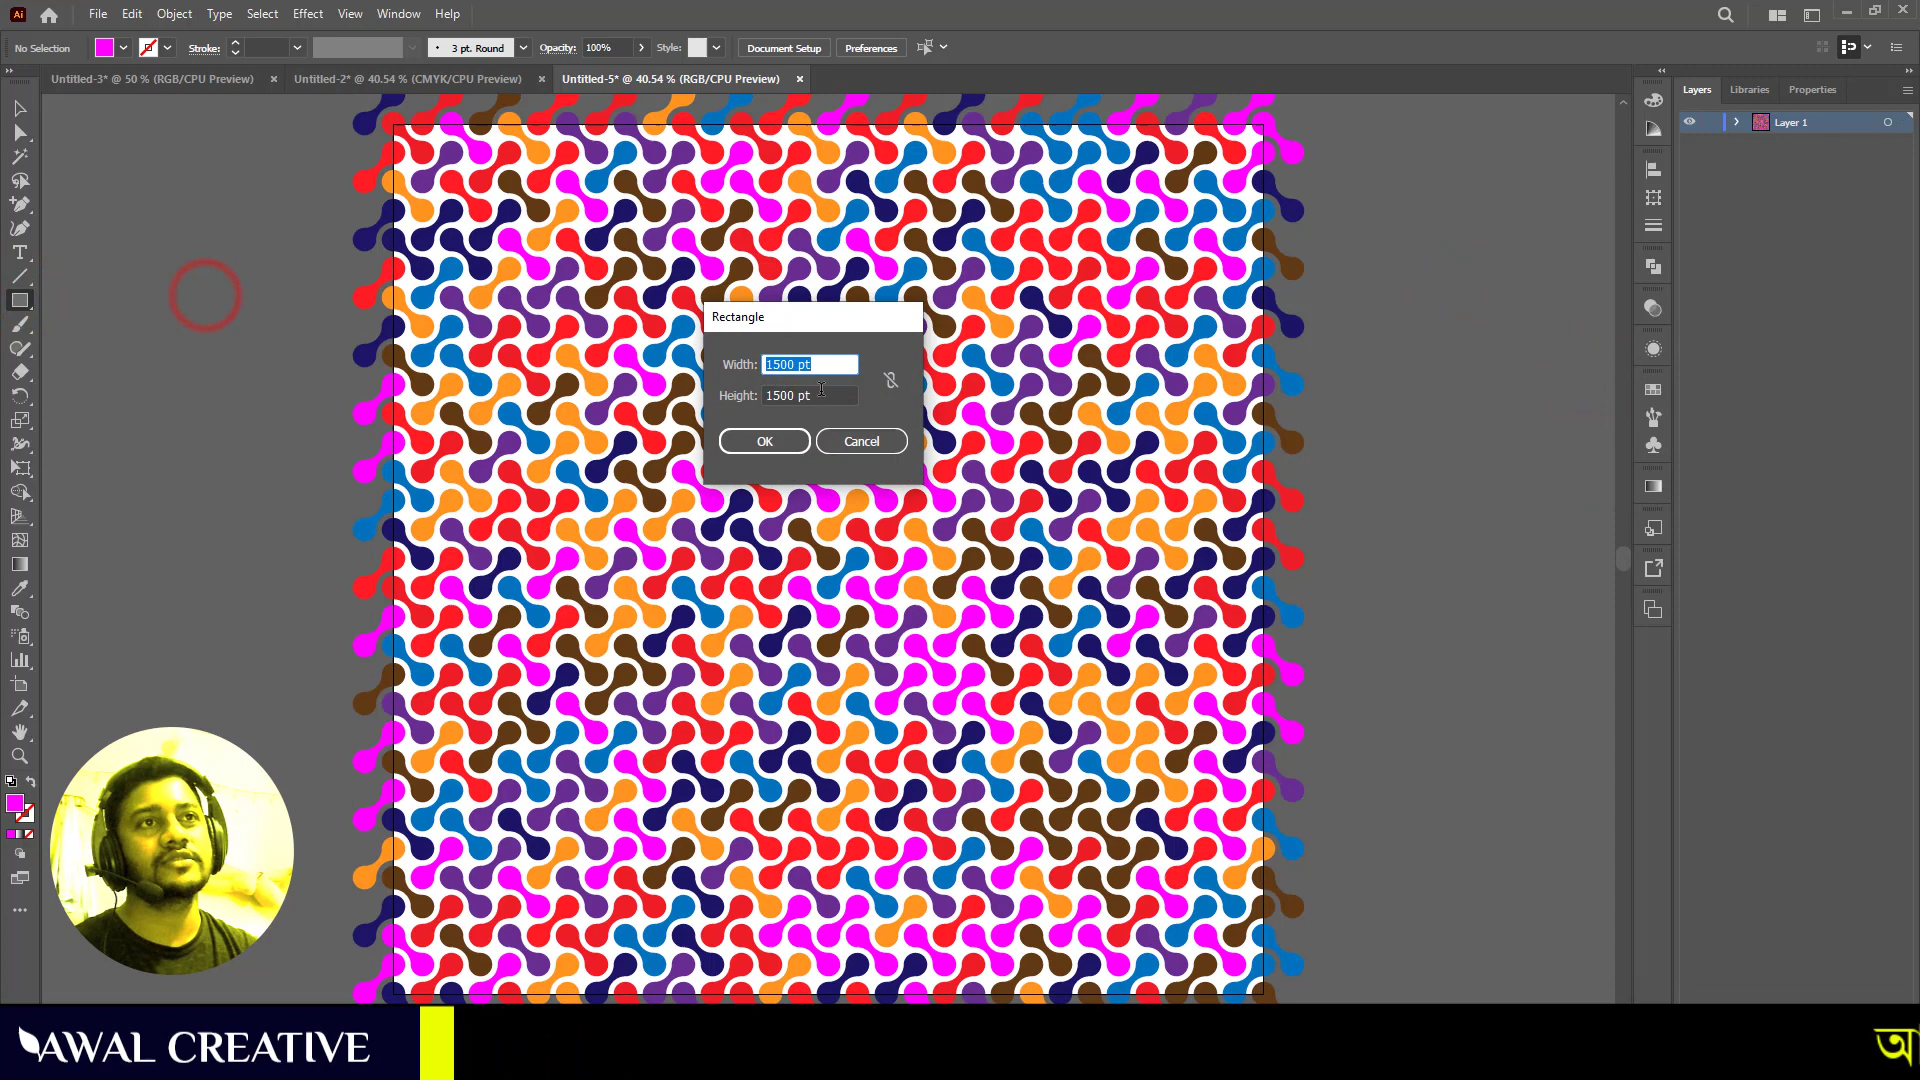 Ai File Edit Object Type Select Effect View Window Help
No Selection Stroke: 3 pt. Round Opacity: 100% Style: Document Setup Preferences
Untitled-3* @ 50 % (RGB/CPU Preview) × Untitled-2* @ 40.54 % (CMYK/CPU Preview) × Untitled-5* @ 40.54 % (RGB/CPU Preview) ×
Layers Libraries Properties
Layer 1
Rectangle
Width: 1500 pt
Height: 1500 pt
OK Cancel
AWAL CREATIVE
অ